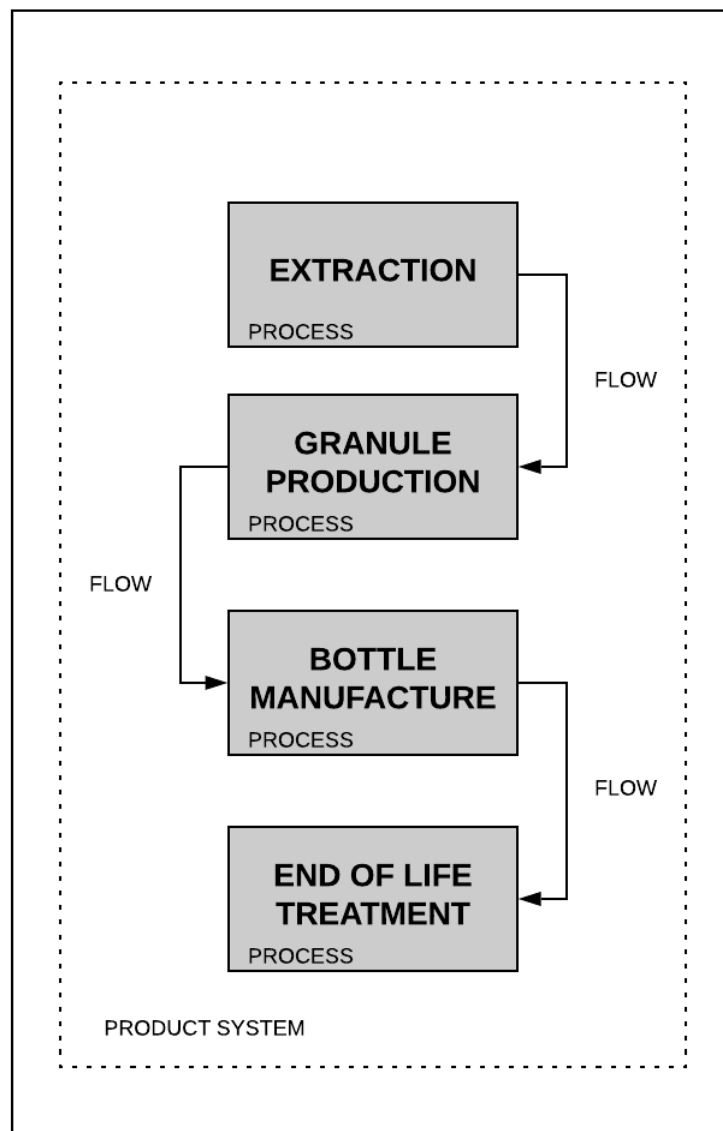 EXTRACTION
PROCESS
FLOW
GRANULE
PRODUCTION
PROCESS
FLOW
BOTTLE
MANUFACTURE
PROCESS
FLOW
END OF LIFE
TREATMENT
PROCESS
PRODUCT SYSTEM